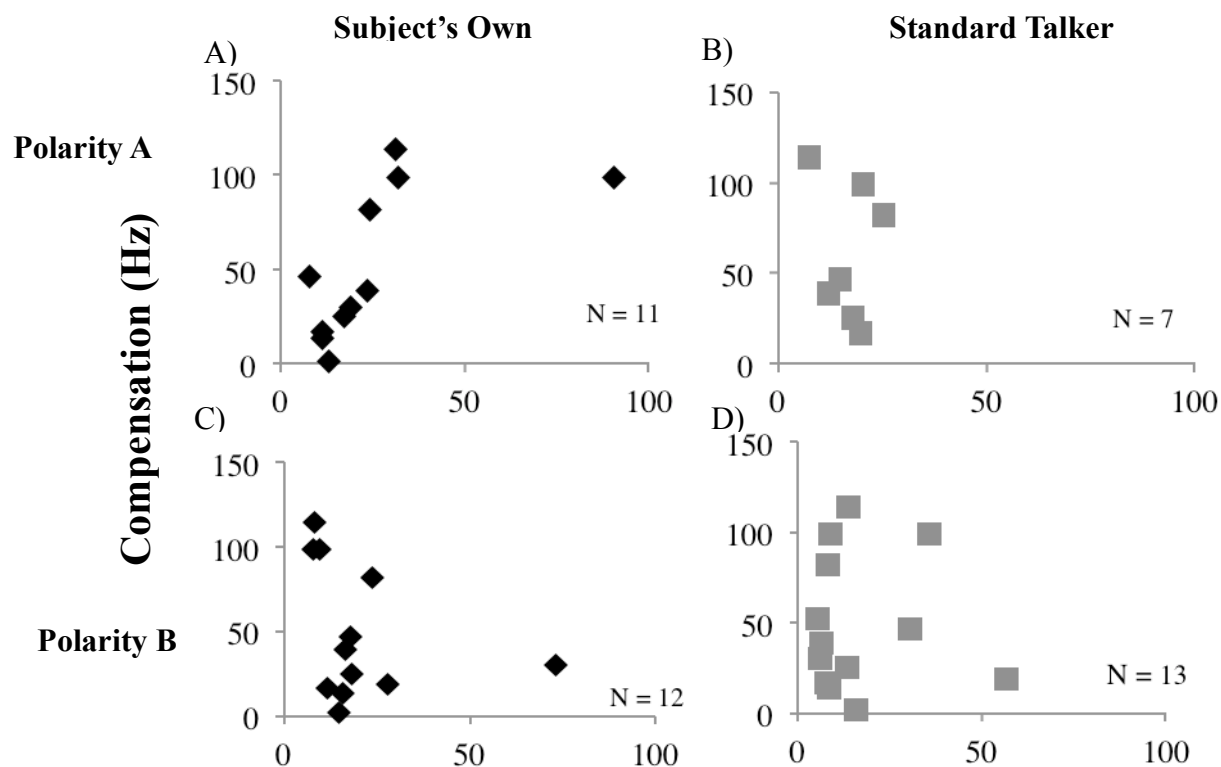 Subject's Own
Standard Talker
A)
B)
Polarity A
Compensation (Hz)
150
100
50
0
0
50
100
N = 11
150
100
50
0
0
50
100
N = 7
C)
D)
Polarity B
150
100
50
0
0
50
100
N = 12
150
100
50
0
0
50
100
N = 13